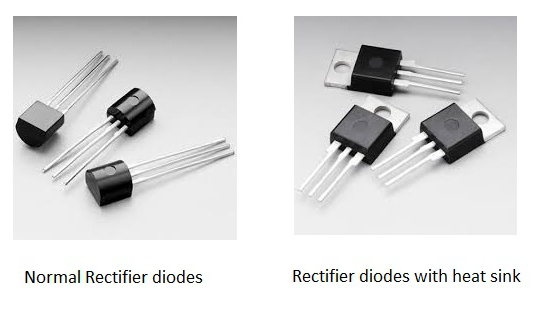 Normal Rectifier diodes
Rectifier diodes with heat sink